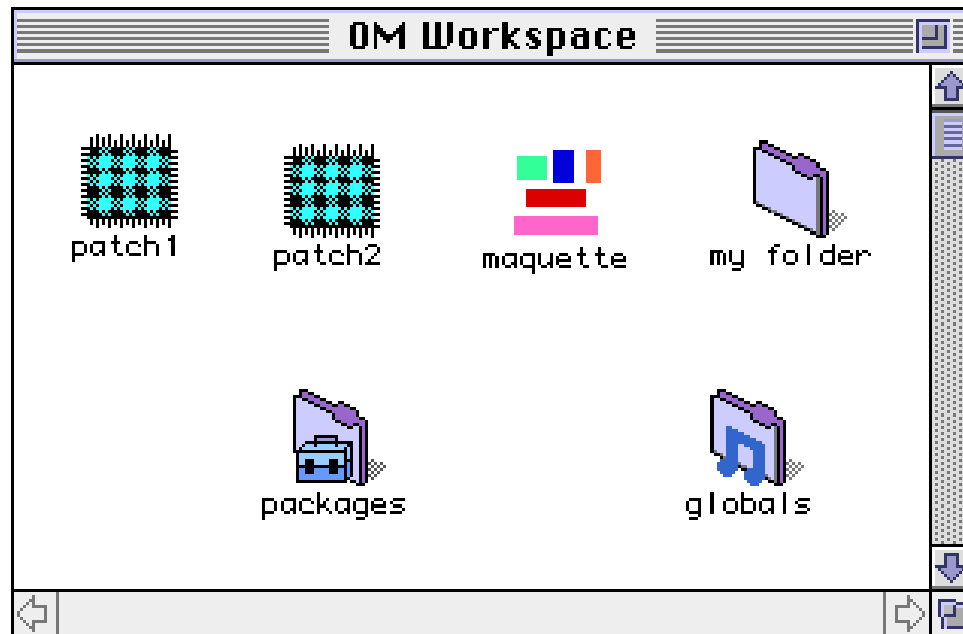 OM Workspace
patch1
patch2
maquette
my folder
packages
globals